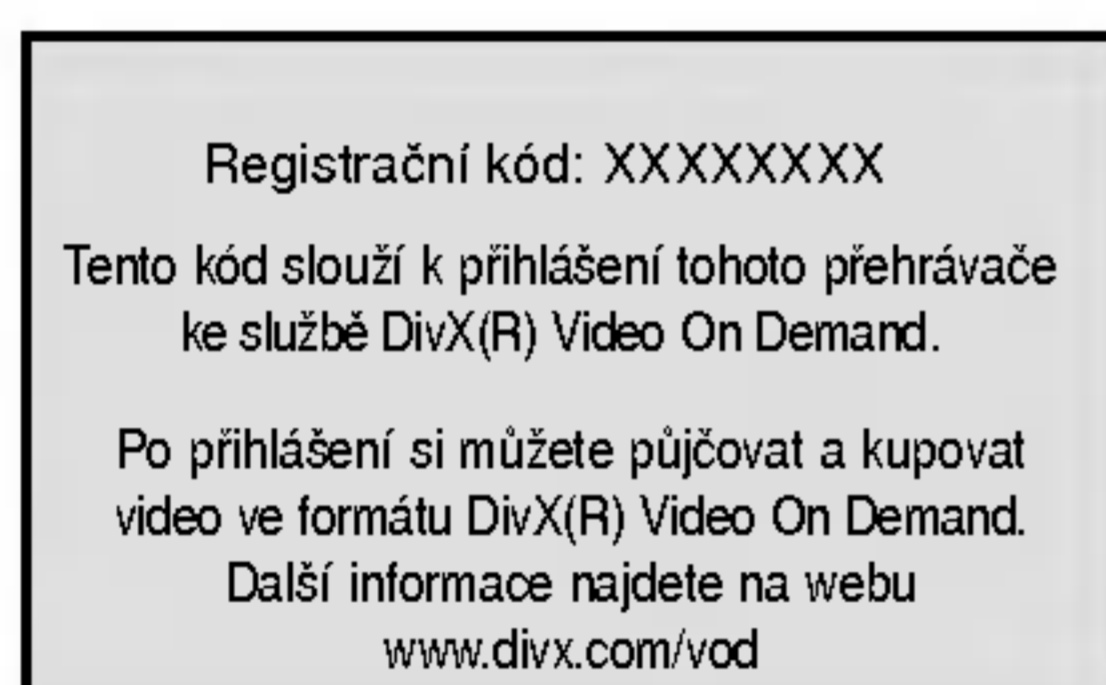 Registrační kód: XXXXXXXX
Tento kód slouží k přihlášení tohoto přehrávače
ke službě DivX(R) Video On Demand.
Po přihlášení si můžete půjčovat a kupovat
video ve formátu DivX(R) Video On Demand.
Další informace najdete na webu
www.divx.com/vod